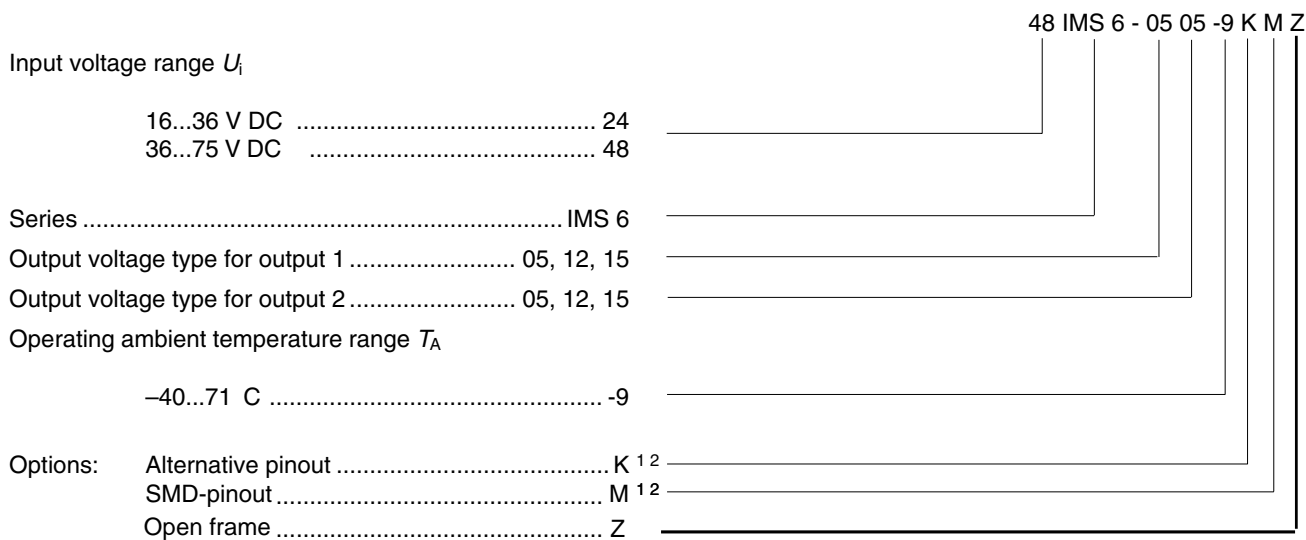 48 IMS 6 - 05 05 -9 K M Z
Input voltage range Ui
16...36 V DC ............................................. 24
36...75 V DC ........................................... 48
Series ....................................................................... IMS 6
Output voltage type for output 1 ......................... 05, 12, 15
Output voltage type for output 2 ......................... 05, 12, 15
Operating ambient temperature range TA
–40...71 C .................................................. -9
Options: Alternative pinout ......................................... K 1 2
SMD-pinout ................................................. M 1 2
Open frame ................................................. Z